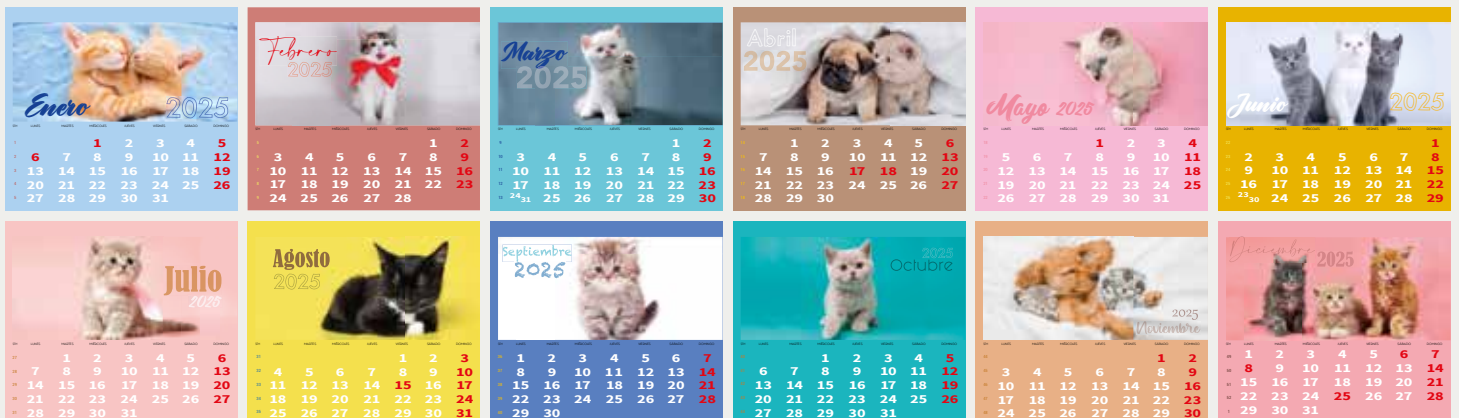 Enero 2025
1 2 3 4 5
6 7 8 9 10 11 12
13 14 15 16 17 18 19
20 21 22 23 24 25 26
27 28 29 30 31
Febrero
2025
1 2
3 4 5 6 7 8 9
10 11 12 13 14 15 16
17 18 19 20 21 22 23
24 25 26 27 28
Marzo
2025
1 2
3 4 5 6 7 8 9
10 11 12 13 14 15 16
17 18 19 20 21 22 23
24/31 25 26 27 28 29 30
Abril
2025
1 2 3 4 5 6
7 8 9 10 11 12 13
14 15 16 17 18 19 20
21 22 23 24 25 26 27
28 29 30
Mayo 2025
1 2 3 4
5 6 7 8 9 10 11
12 13 14 15 16 17 18
19 20 21 22 23 24 25
26 27 28 29 30 31
Junio 2025
1
2 3 4 5 6 7 8
9 10 11 12 13 14 15
16 17 18 19 20 21 22
23/30 24 25 26 27 28 29
Julio
2025
1 2 3 4 5 6
7 8 9 10 11 12 13
14 15 16 17 18 19 20
21 22 23 24 25 26 27
28 29 30 31
Agosto
2025
1 2 3
4 5 6 7 8 9 10
11 12 13 14 15 16 17
18 19 20 21 22 23 24
25 26 27 28 29 30 31
Septiembre
2025
1 2 3 4 5 6 7
8 9 10 11 12 13 14
15 16 17 18 19 20 21
22 23 24 25 26 27 28
29 30
2025
Octubre
1 2 3 4 5
6 7 8 9 10 11 12
13 14 15 16 17 18 19
20 21 22 23 24 25 26
27 28 29 30 31
2025
Noviembre
1 2
3 4 5 6 7 8 9
10 11 12 13 14 15 16
17 18 19 20 21 22 23
24 25 26 27 28 29 30
Diciembre 2025
1 2 3 4 5 6 7
8 9 10 11 12 13 14
15 16 17 18 19 20 21
22 23 24 25 26 27 28
29 30 31